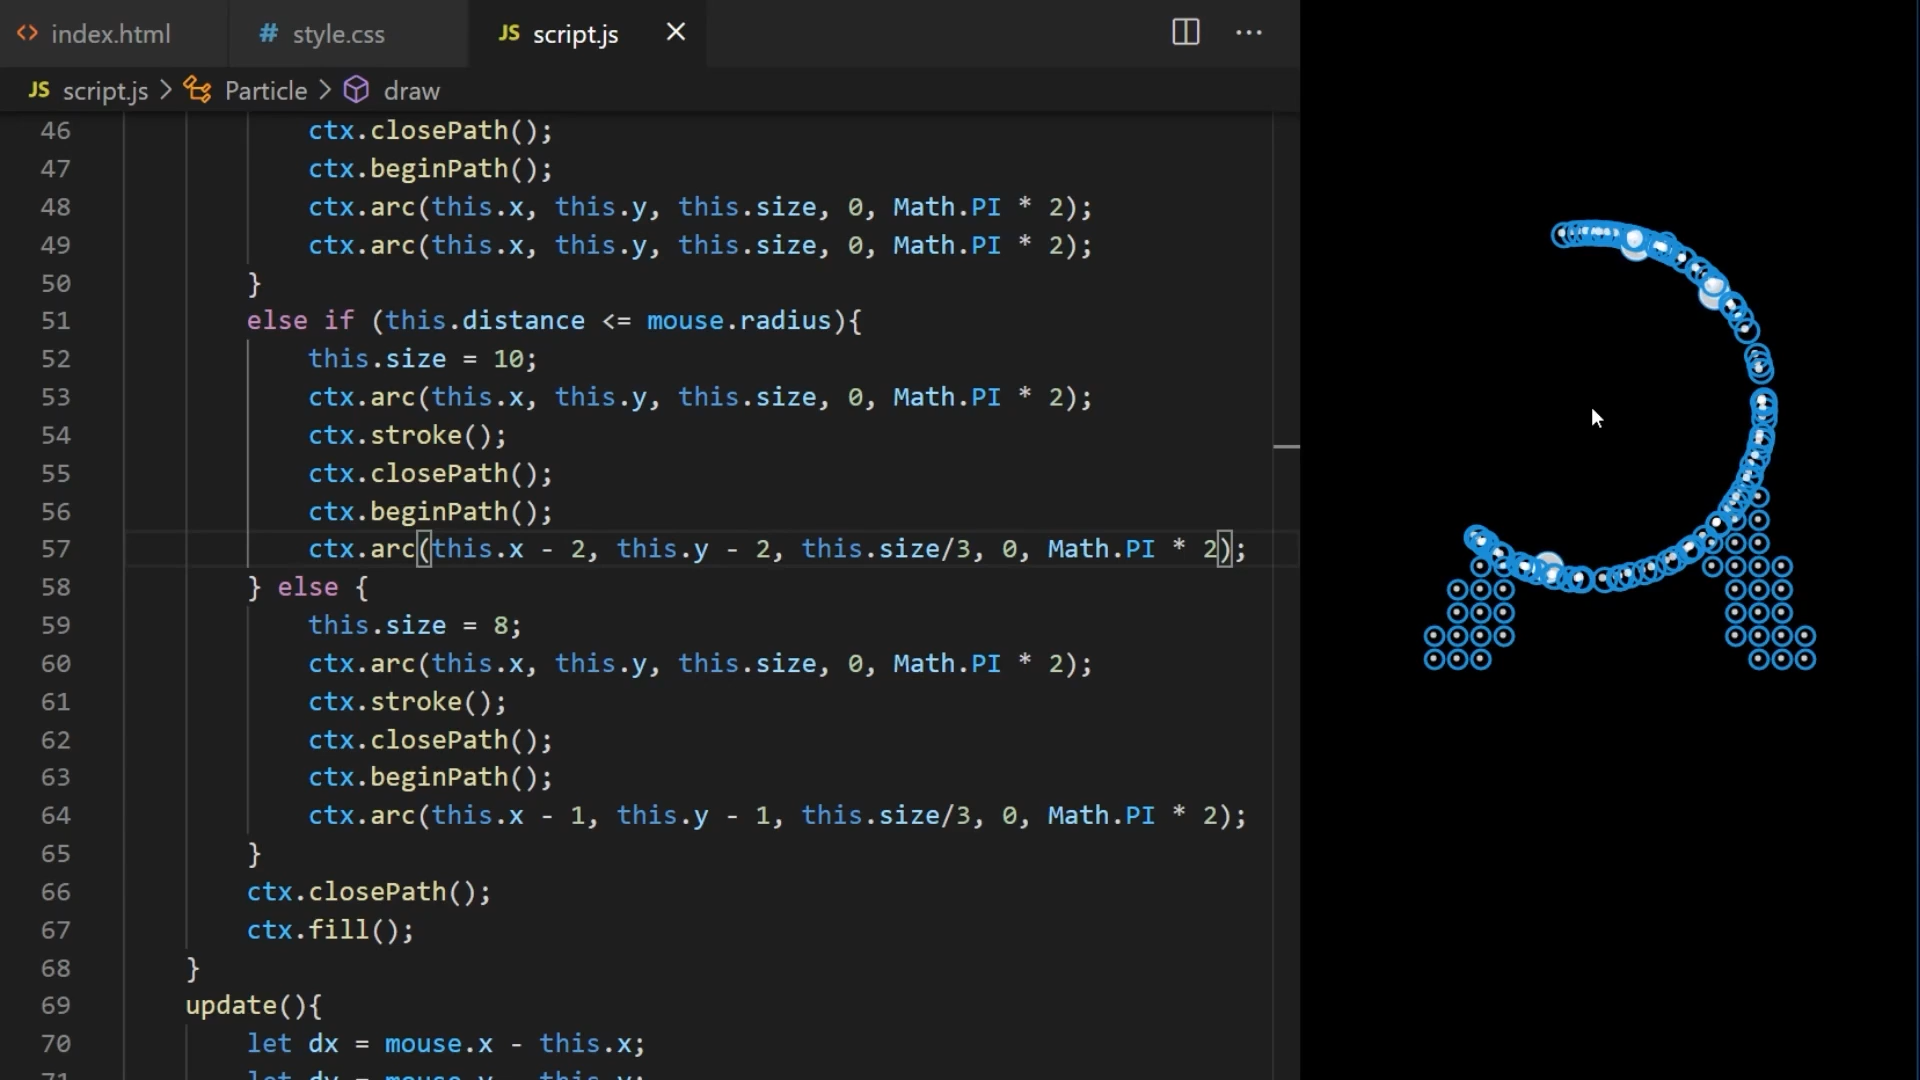 index.html
style.css
JS script.js
JS script.js > Particle > draw
46 ctx.closePath();
47 ctx.beginPath();
48 ctx.arc(this.x, this.y, this.size, 0, Math.PI * 2);
49 ctx.arc(this.x, this.y, this.size, 0, Math.PI * 2);
50 }
51 else if (this.distance <= mouse.radius){
52 this.size = 10;
53 ctx.arc(this.x, this.y, this.size, 0, Math.PI * 2);
54 ctx.stroke();
55 ctx.closePath();
56 ctx.beginPath();
57 ctx.arc(this.x - 2, this.y - 2, this.size/3, 0, Math.PI * 2);
58 } else {
59 this.size = 8;
60 ctx.arc(this.x, this.y, this.size, 0, Math.PI * 2);
61 ctx.stroke();
62 ctx.closePath();
63 ctx.beginPath();
64 ctx.arc(this.x - 1, this.y - 1, this.size/3, 0, Math.PI * 2);
65 }
66 ctx.closePath();
67 ctx.fill();
68 }
69 update(){
70 let dx = mouse.x - this.x;